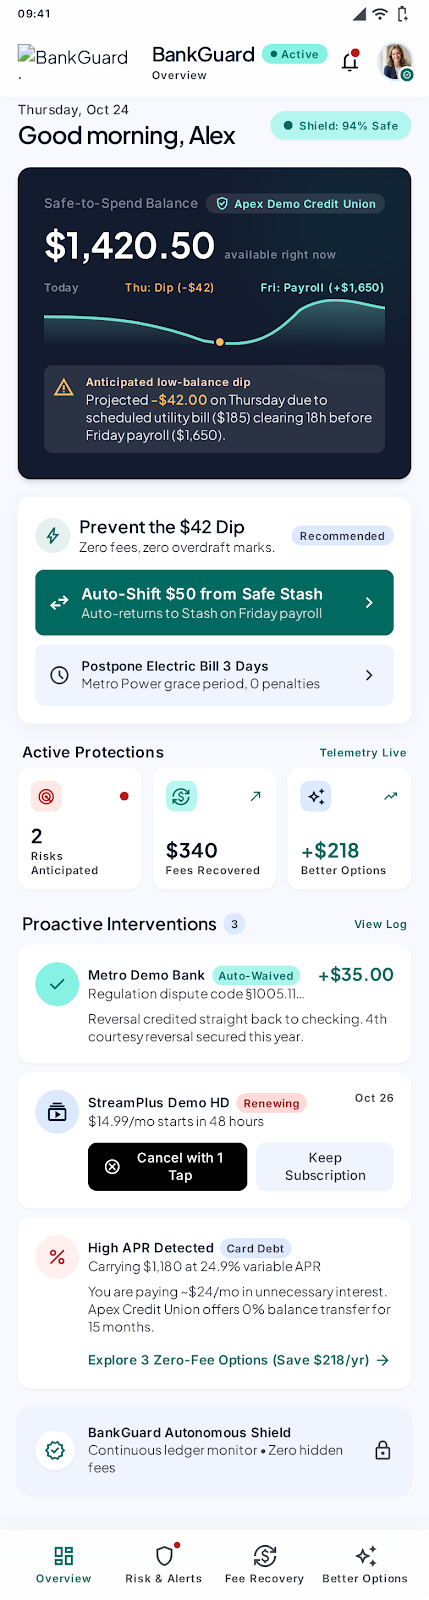 09:41
BankGuard
.
BankGuard
Active
Overview
Thursday, Oct 24
Good morning, Alex
Shield: 94% Safe
Safe-to-Spend Balance
Apex Demo Credit Union
$1,420.50 available right now
Today
Thu: Dip (-$42)
Fri: Payroll (+$1,650)
Anticipated low-balance dip
Projected -$42.00 on Thursday due to
scheduled utility bill ($185) clearing 18h before
Friday payroll ($1,650).
Prevent the $42 Dip
Zero fees, zero overdraft marks.
Recommended
Auto-Shift $50 from Safe Stash
Auto-returns to Stash on Friday payroll
Postpone Electric Bill 3 Days
Metro Power grace period, 0 penalties
Active Protections
Telemetry Live
2
Risks
Anticipated
$340
Fees Recovered
+$218
Better Options
Proactive Interventions 3
View Log
Metro Demo Bank
Auto-Waived
+$35.00
Regulation dispute code §1005.11...
Reversal credited straight back to checking. 4th
courtesy reversal secured this year.
StreamPlus Demo HD
Renewing
Oct 26
$14.99/mo starts in 48 hours
Cancel with 1
Tap
Keep
Subscription
High APR Detected
Card Debt
Carrying $1,180 at 24.9% variable APR
You are paying ~$24/mo in unnecessary interest.
Apex Credit Union offers 0% balance transfer for
15 months.
Explore 3 Zero-Fee Options (Save $218/yr) →
BankGuard Autonomous Shield
Continuous ledger monitor • Zero hidden
fees
Overview
Risk & Alerts
Fee Recovery
Better Options